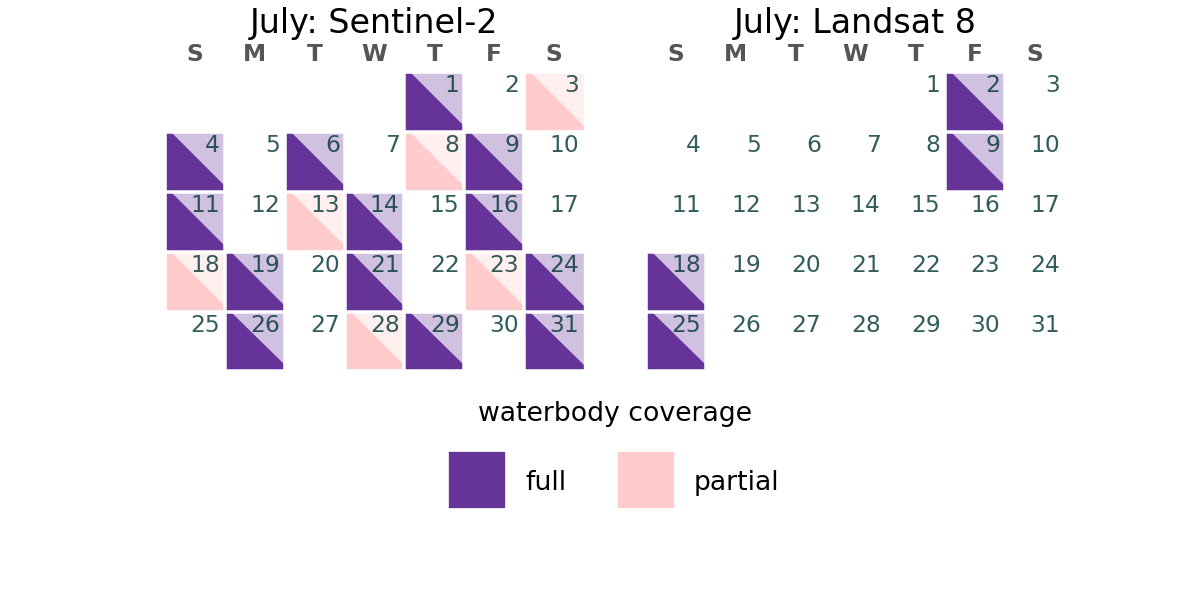 July: Sentinel-2
S M T W T F S
1 2 3
4 5 6 7 8 9 10
11 12 13 14 15 16 17
18 19 20 21 22 23 24
25 26 27 28 29 30 31
July: Landsat 8
S M T W T F S
1 2 3
4 5 6 7 8 9 10
11 12 13 14 15 16 17
18 19 20 21 22 23 24
25 26 27 28 29 30 31
waterbody coverage
full partial